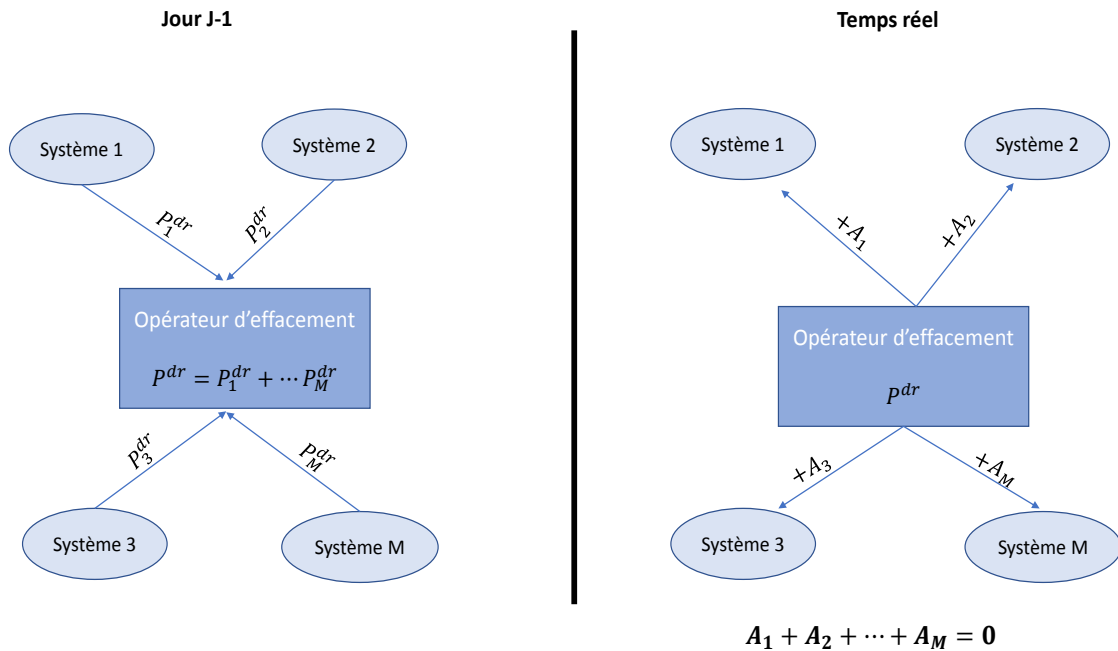 Jour J-1
Système 1
Système 2
P_1^{dr}
P_2^{dr}
Opérateur d'effacement
P^{dr} = P_1^{dr} + ⋯ P_M^{dr}
P_3^{dr}
P_M^{dr}
Système 3
Système M
Temps réel
Système 1
Système 2
+A_1
+A_2
Opérateur d'effacement
P^{dr}
+A_3
+A_M
Système 3
Système M
A_1 + A_2 + ⋯ + A_M = 0